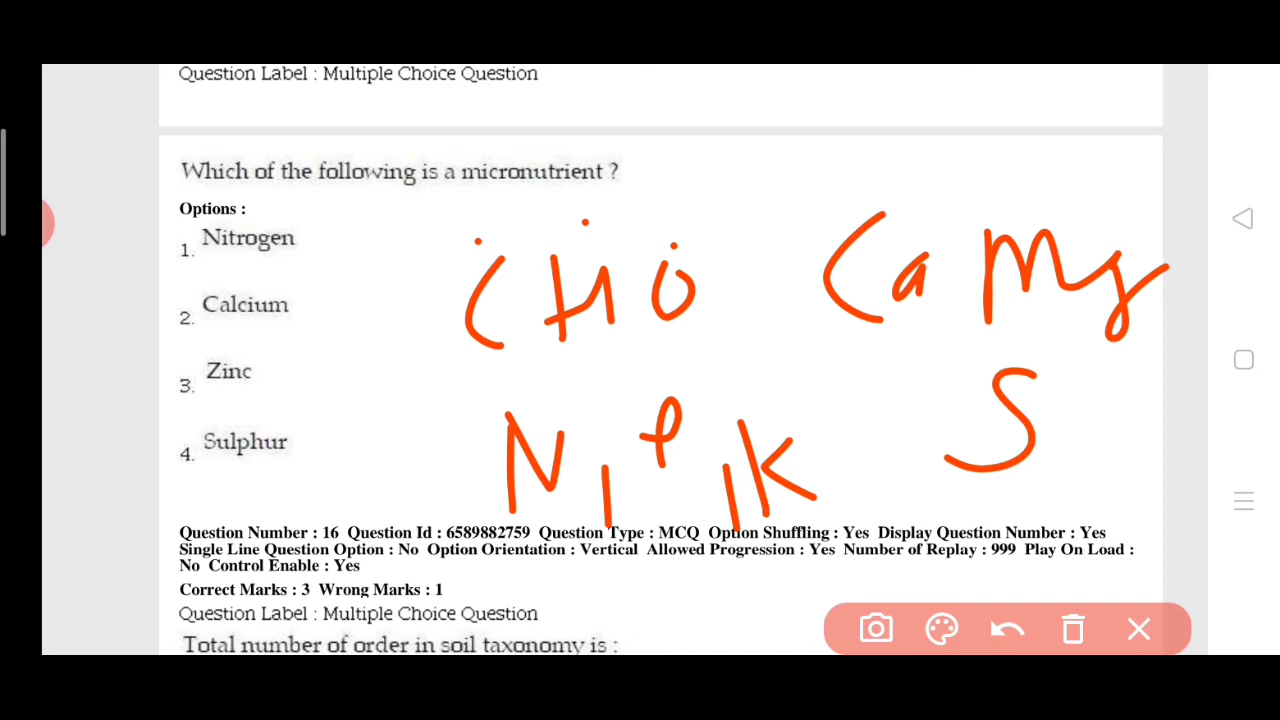 Question Label : Multiple Choice Question
Which of the following is a micronutrient ?
Options :
1. Nitrogen
2. Calcium
3. Zinc
4. Sulphur
C H O Ca Mg
N, P, K S
Question Number : 16 Question Id : 6589882759 Question Type : MCQ Option Shuffling : Yes Display Question Number : Yes
Single Line Question Option : No Option Orientation : Vertical Allowed Progression : Yes Number of Replay : 999 Play On Load :
No Control Enable : Yes
Correct Marks : 3 Wrong Marks : 1
Question Label : Multiple Choice Question
Total number of order in soil taxonomy is :